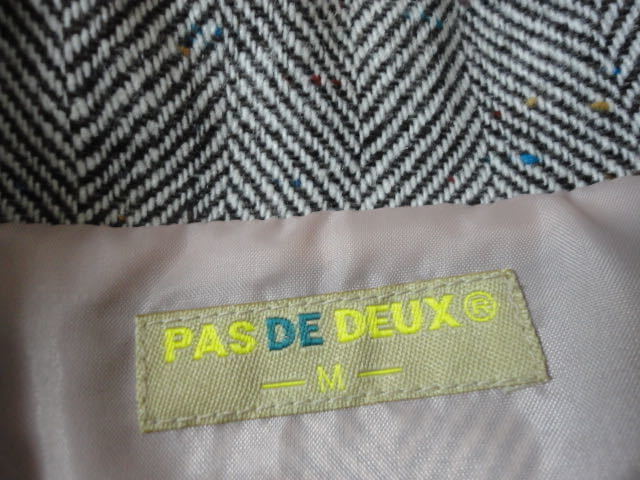 PAS DE DEUX®
— M —